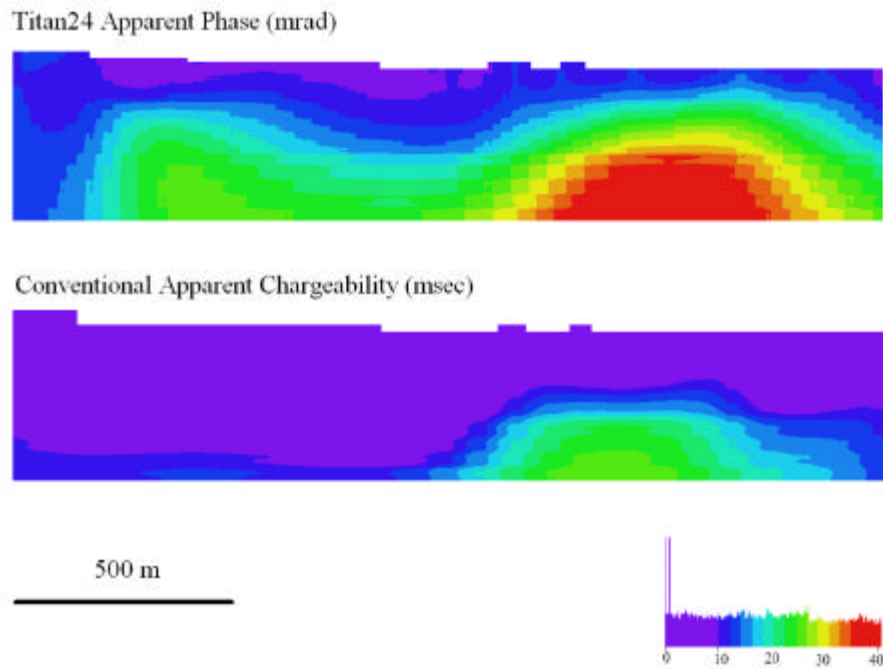 Titan24 Apparent Phase (mrad)
Conventional Apparent Chargeability (msec)
500 m
0 10 20 30 40